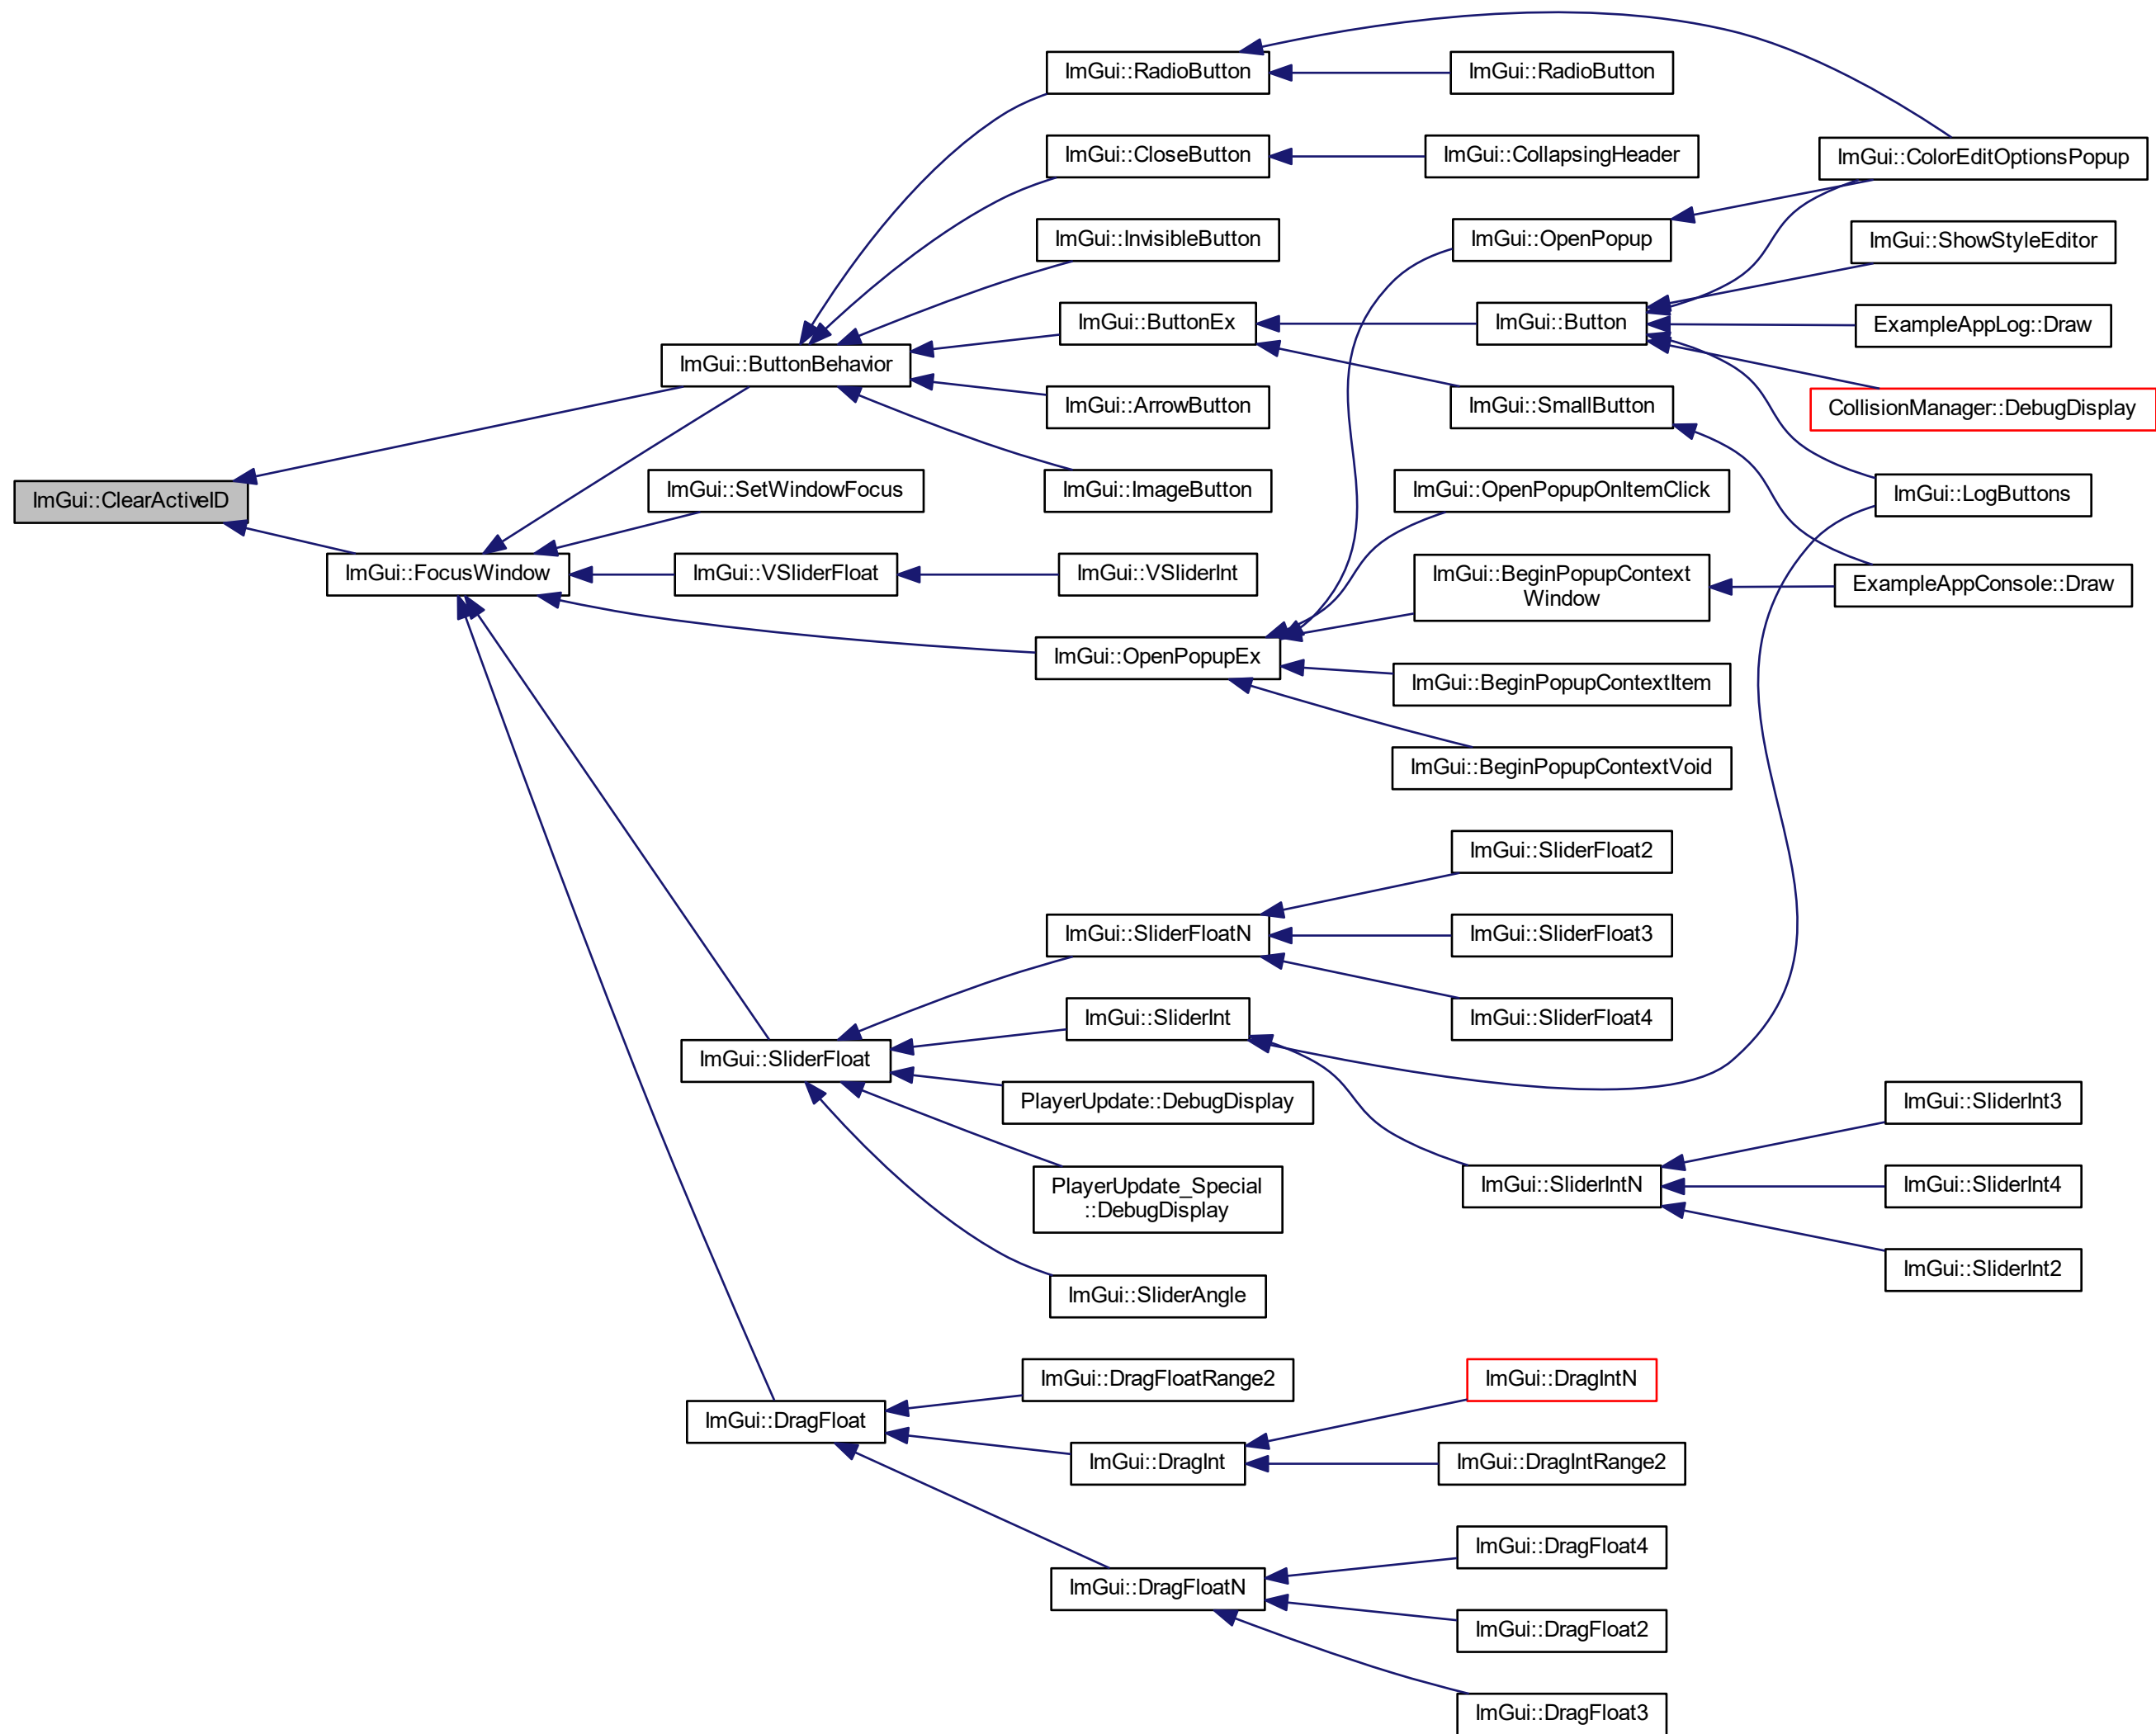 ImGui::ClearActiveID
ImGui::ButtonBehavior
ImGui::FocusWindow
ImGui::RadioButton
ImGui::RadioButton
ImGui::ColorEditOptionsPopup
ImGui::CloseButton
ImGui::CollapsingHeader
ImGui::InvisibleButton
ImGui::OpenPopup
ImGui::ShowStyleEditor
ImGui::ButtonEx
ImGui::Button
ExampleAppLog::Draw
ImGui::ArrowButton
ImGui::SmallButton
CollisionManager::DebugDisplay
ImGui::SetWindowFocus
ImGui::ImageButton
ImGui::OpenPopupOnItemClick
ImGui::LogButtons
ImGui::VSliderFloat
ImGui::VSliderInt
ImGui::BeginPopupContext
Window
ExampleAppConsole::Draw
ImGui::OpenPopupEx
ImGui::BeginPopupContextItem
ImGui::BeginPopupContextVoid
ImGui::SliderFloat2
ImGui::SliderFloatN
ImGui::SliderFloat3
ImGui::SliderFloat4
ImGui::SliderFloat
ImGui::SliderInt
PlayerUpdate::DebugDisplay
PlayerUpdate_Special
::DebugDisplay
ImGui::SliderAngle
ImGui::SliderIntN
ImGui::SliderInt3
ImGui::SliderInt4
ImGui::SliderInt2
ImGui::DragFloat
ImGui::DragFloatRange2
ImGui::DragInt
ImGui::DragIntN
ImGui::DragIntRange2
ImGui::DragFloatN
ImGui::DragFloat4
ImGui::DragFloat2
ImGui::DragFloat3